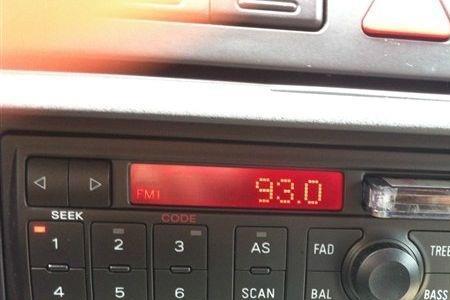 FM1 93.0
SEEK CODE
1 2 3 AS FAD TREB
4 5 6 SCAN BAL BASS